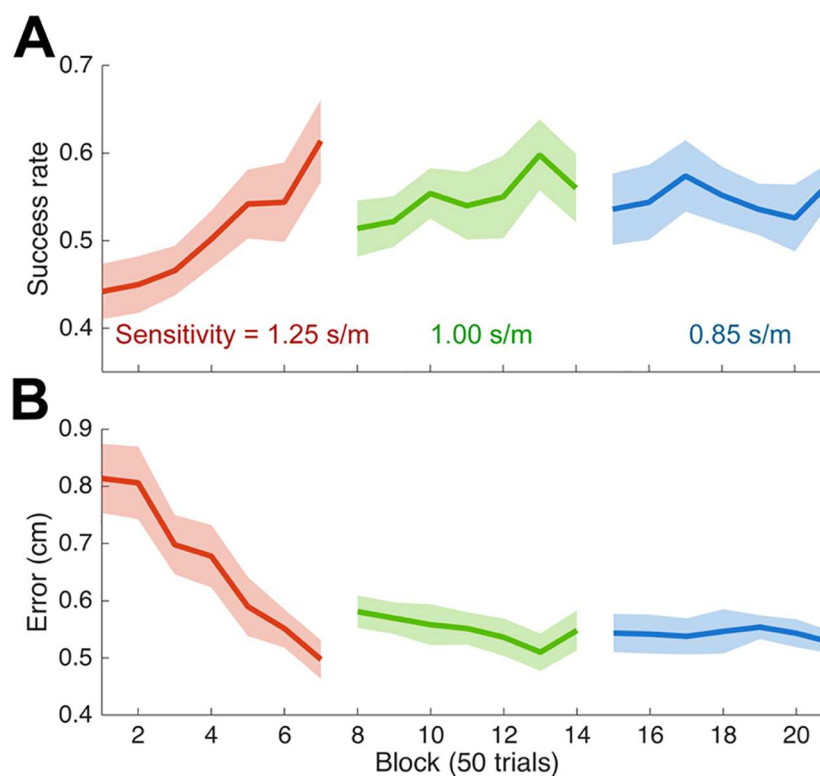 A
0.7
0.6
0.5
0.4
Success rate
Sensitivity = 1.25 s/m 1.00 s/m 0.85 s/m
B
0.9
0.8
0.7
0.6
0.5
0.4
Error (cm)
2 4 6 8 10 12 14 16 18 20
Block (50 trials)